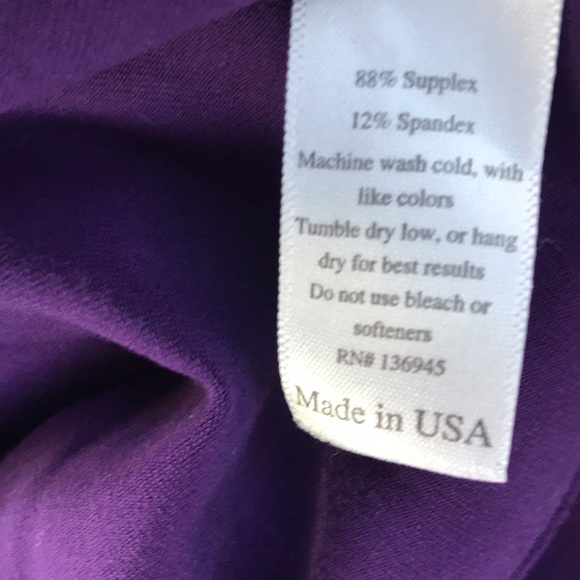 88% Supplex
12% Spandex
Machine wash cold, with
like colors
Tumble dry low, or hang
dry for best results
Do not use bleach or
softeners
RN# 136945
Made in USA